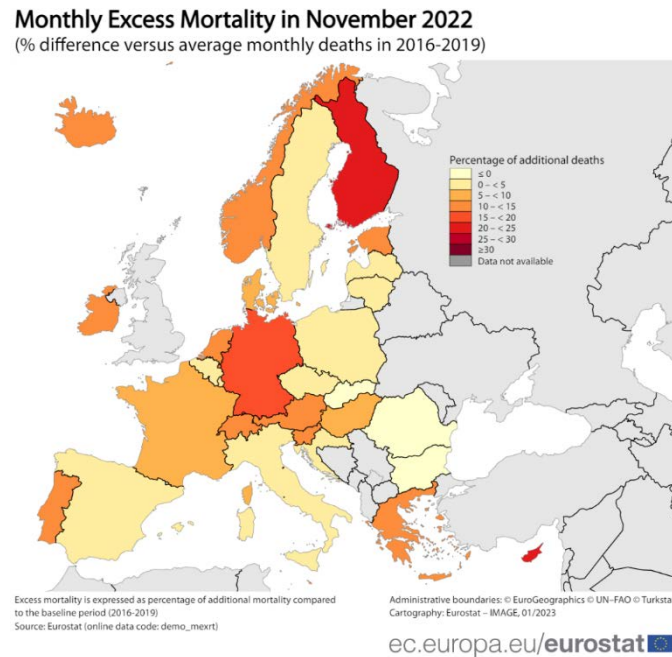 Monthly Excess Mortality in November 2022
(% difference versus average monthly deaths in 2016-2019)
Percentage of additional deaths
≤ 0
0 – < 5
5 – < 10
10 – < 15
15 – < 20
20 – < 25
25 – < 30
≥30
Data not available
Excess mortality is expressed as percentage of additional mortality compared
to the baseline period (2016-2019)
Source: Eurostat (online data code: demo_mexrt)
Administrative boundaries: © EuroGeographics © UN–FAO © Turksta
Cartography: Eurostat – IMAGE, 01/2023
ec.europa.eu/eurostat